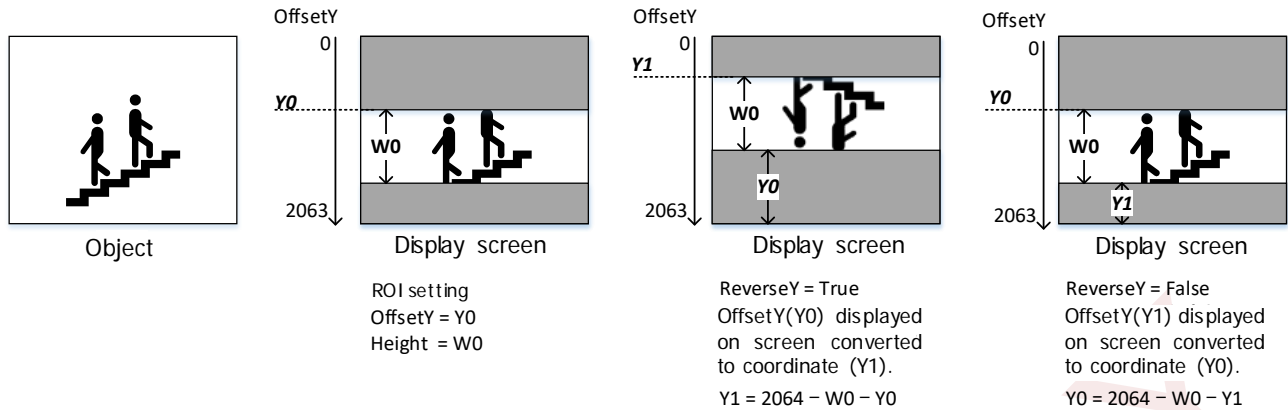 Object
OffsetY
0
Y0
W0
2063
Display screen
ROI setting
OffsetY = Y0
Height = W0
OffsetY
0
Y1
W0
Y0
2063
Display screen
ReverseY = True
OffsetY(Y0) displayed
on screen converted
to coordinate (Y1).
Y1 = 2064 − W0 − Y0
OffsetY
0
Y0
W0
Y1
2063
Display screen
ReverseY = False
OffsetY(Y1) displayed
on screen converted
to coordinate (Y0).
Y0 = 2064 − W0 − Y1